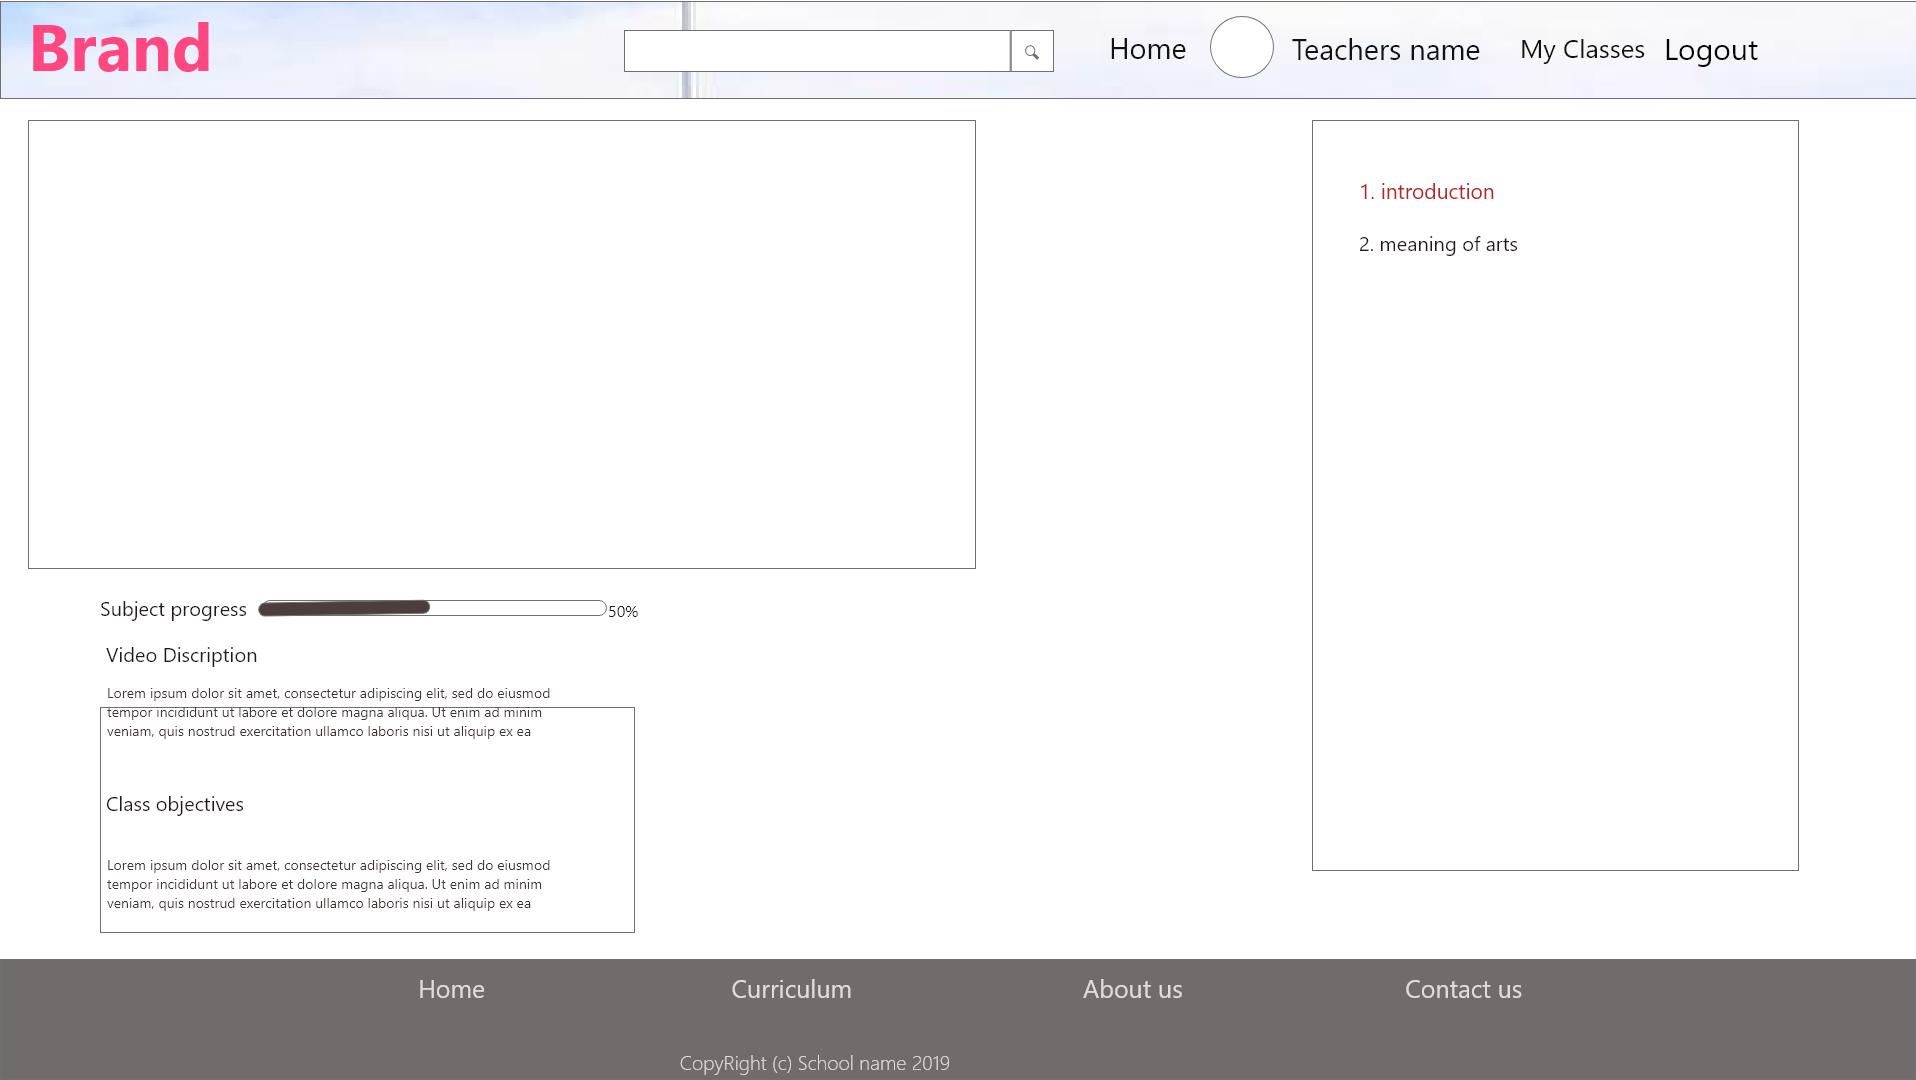 Brand
Home
Teachers name
My Classes
Logout
1. introduction
2. meaning of arts
Subject progress
50%
Video Discription
Lorem ipsum dolor sit amet, consectetur adipiscing elit, sed do eiusmod
tempor incididunt ut labore et dolore magna aliqua. Ut enim ad minim
veniam, quis nostrud exercitation ullamco laboris nisi ut aliquip ex ea
Class objectives
Lorem ipsum dolor sit amet, consectetur adipiscing elit, sed do eiusmod
tempor incididunt ut labore et dolore magna aliqua. Ut enim ad minim
veniam, quis nostrud exercitation ullamco laboris nisi ut aliquip ex ea
Home
Curriculum
About us
Contact us
CopyRight (c) School name 2019